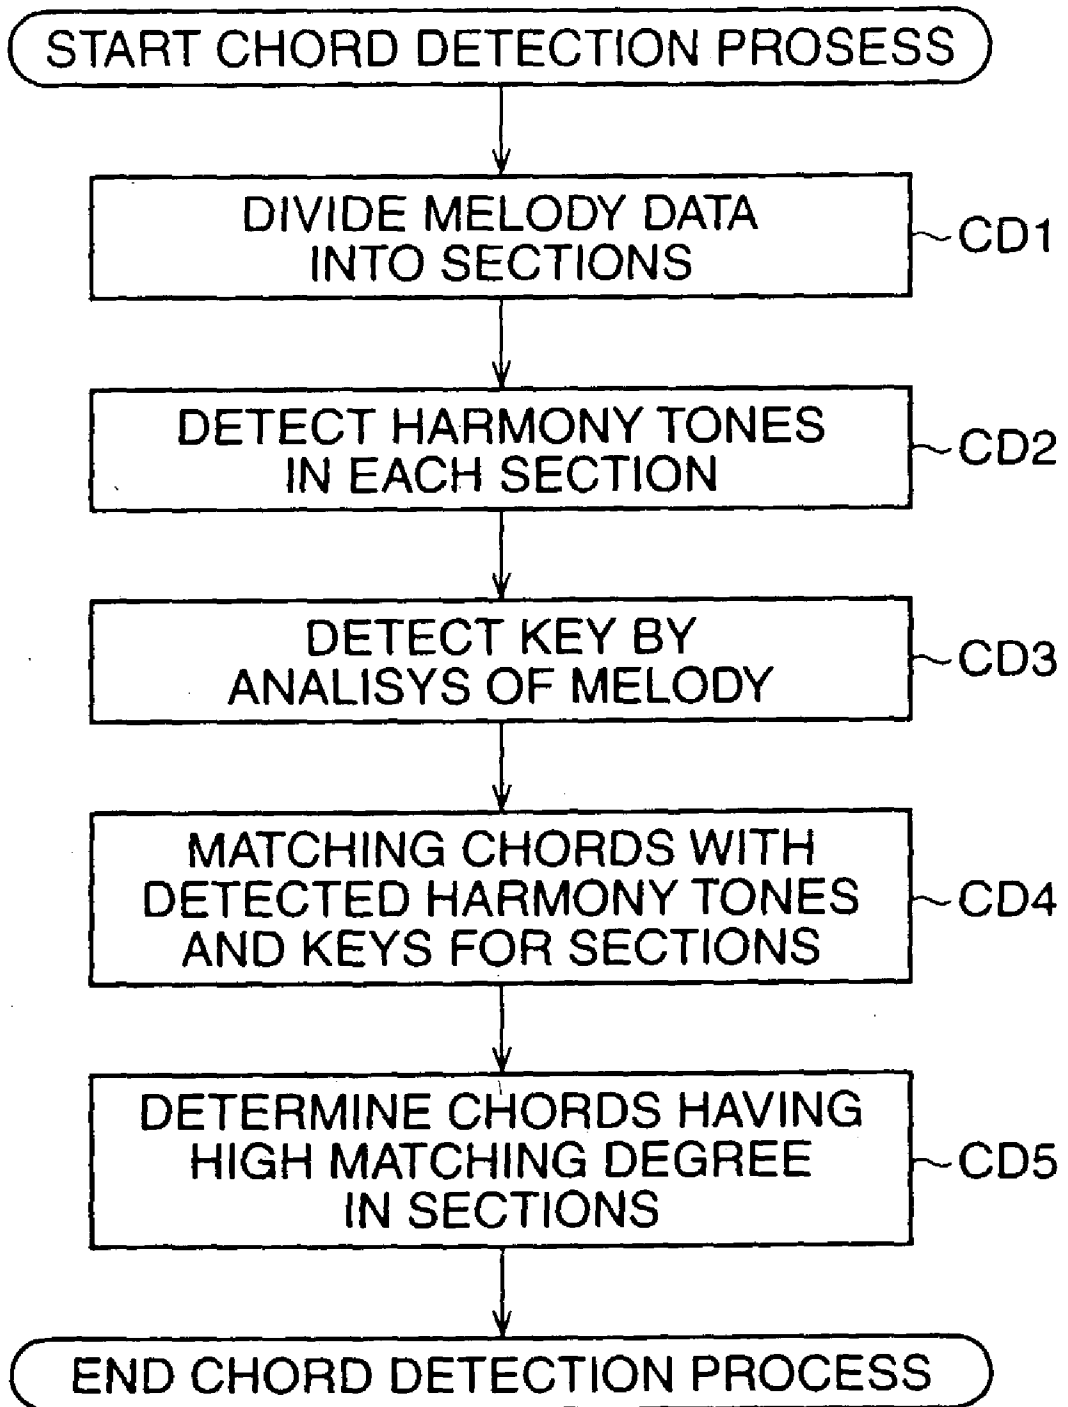 START CHORD DETECTION PROSESS
DIVIDE MELODY DATA
INTO SECTIONS
CD1
DETECT HARMONY TONES
IN EACH SECTION
CD2
DETECT KEY BY
ANALISYS OF MELODY
CD3
MATCHING CHORDS WITH
DETECTED HARMONY TONES
AND KEYS FOR SECTIONS
CD4
DETERMINE CHORDS HAVING
HIGH MATCHING DEGREE
IN SECTIONS
CD5
END CHORD DETECTION PROCESS